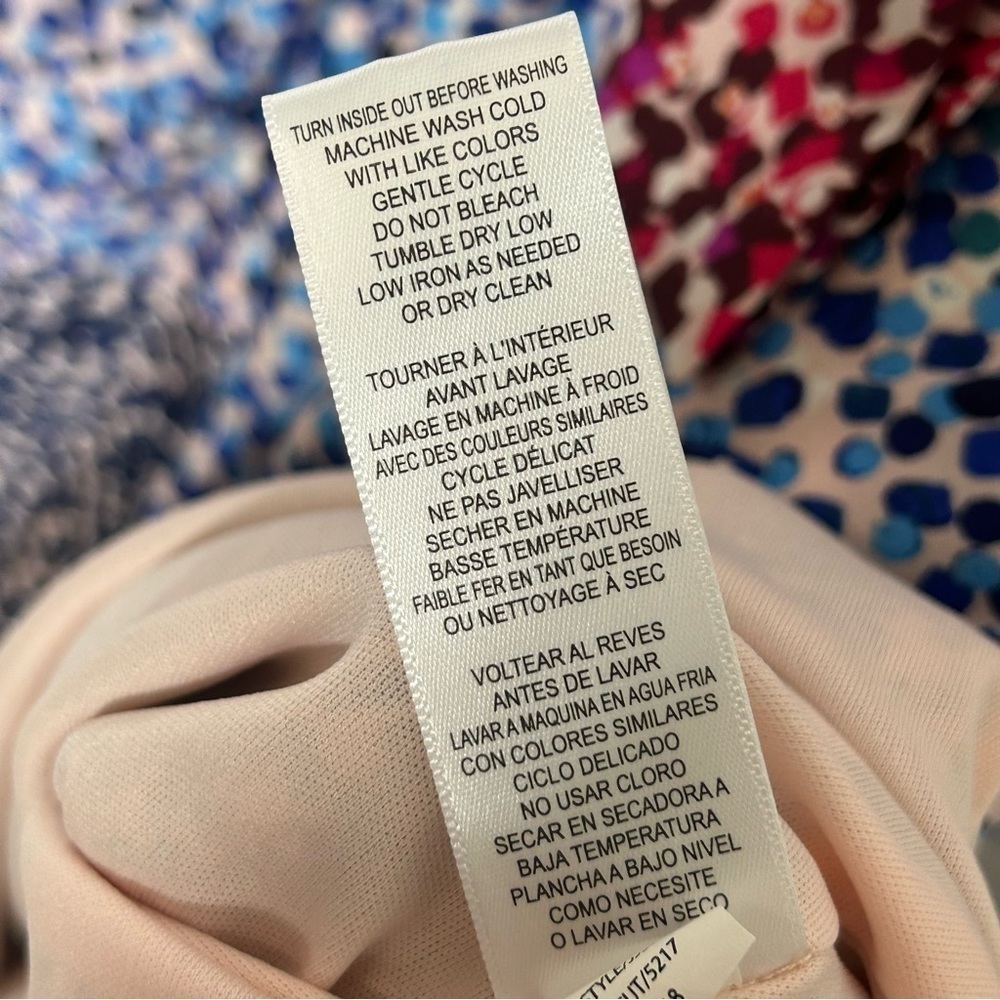 TURN INSIDE OUT BEFORE WASHING
MACHINE WASH COLD
WITH LIKE COLORS
GENTLE CYCLE
DO NOT BLEACH
TUMBLE DRY LOW
LOW IRON AS NEEDED
OR DRY CLEAN
TOURNER À L'INTÉRIEUR
AVANT LAVAGE
LAVAGE EN MACHINE À FROID
AVEC DES COULEURS SIMILAIRES
CYCLE DÉLICAT
NE PAS JAVELLISER
SECHER EN MACHINE
BASSE TEMPÉRATURE
FAIBLE FER EN TANT QUE BESOIN
OU NETTOYAGE À SEC
VOLTEAR AL REVES
ANTES DE LAVAR
LAVAR A MAQUINA EN AGUA FRIA
CON COLORES SIMILARES
CICLO DELICADO
NO USAR CLORO
SECAR EN SECADORA A
BAJA TEMPERATURA
PLANCHA A BAJO NIVEL
COMO NECESITE
O LAVAR EN SECO
STYLE/
/5217
8